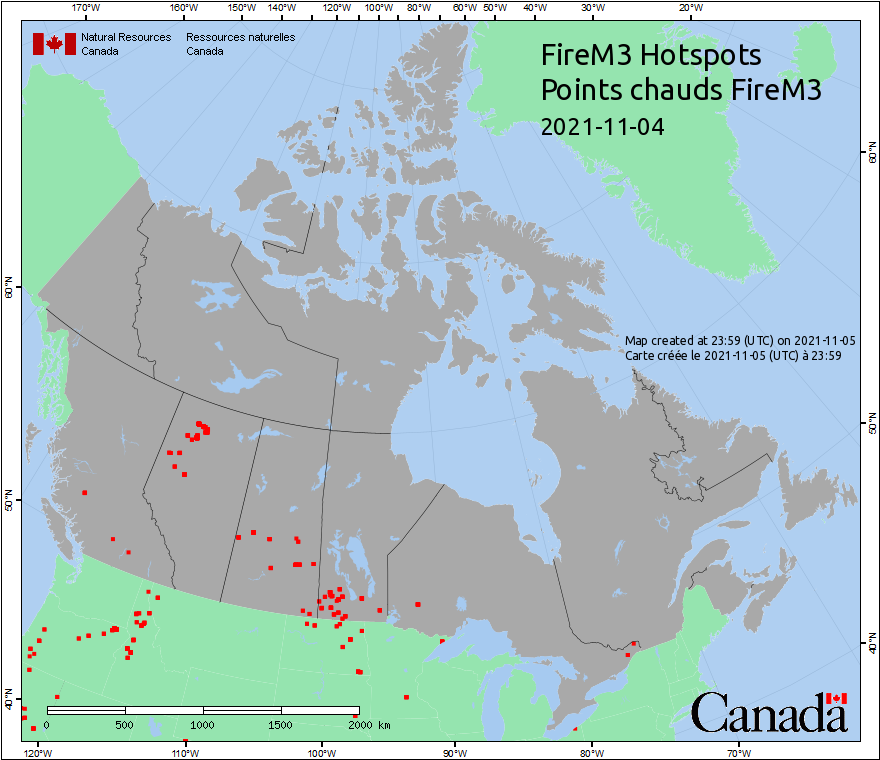 170°W 160°W 150°W 140°W 130°W 120°W 110°W 100°W 90°W 80°W 60°W 50°W 40°W 30°W 20°W
Natural Resources Canada
Ressources naturelles Canada
FireM3 Hotspots
Points chauds FireM3
2021-11-04
60°N
60°N
Map created at 23:59 (UTC) on 2021-11-05
Carte créée le 2021-11-05 (UTC) à 23:59
50°N
50°N
40°N
40°N
Canada
0 500 1000 1500 2000 km
120°W 110°W 100°W 90°W 80°W 70°W